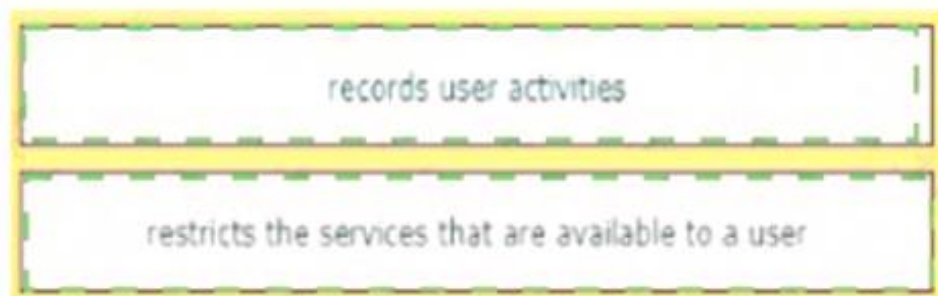 records user activities
restricts the services that are available to a user